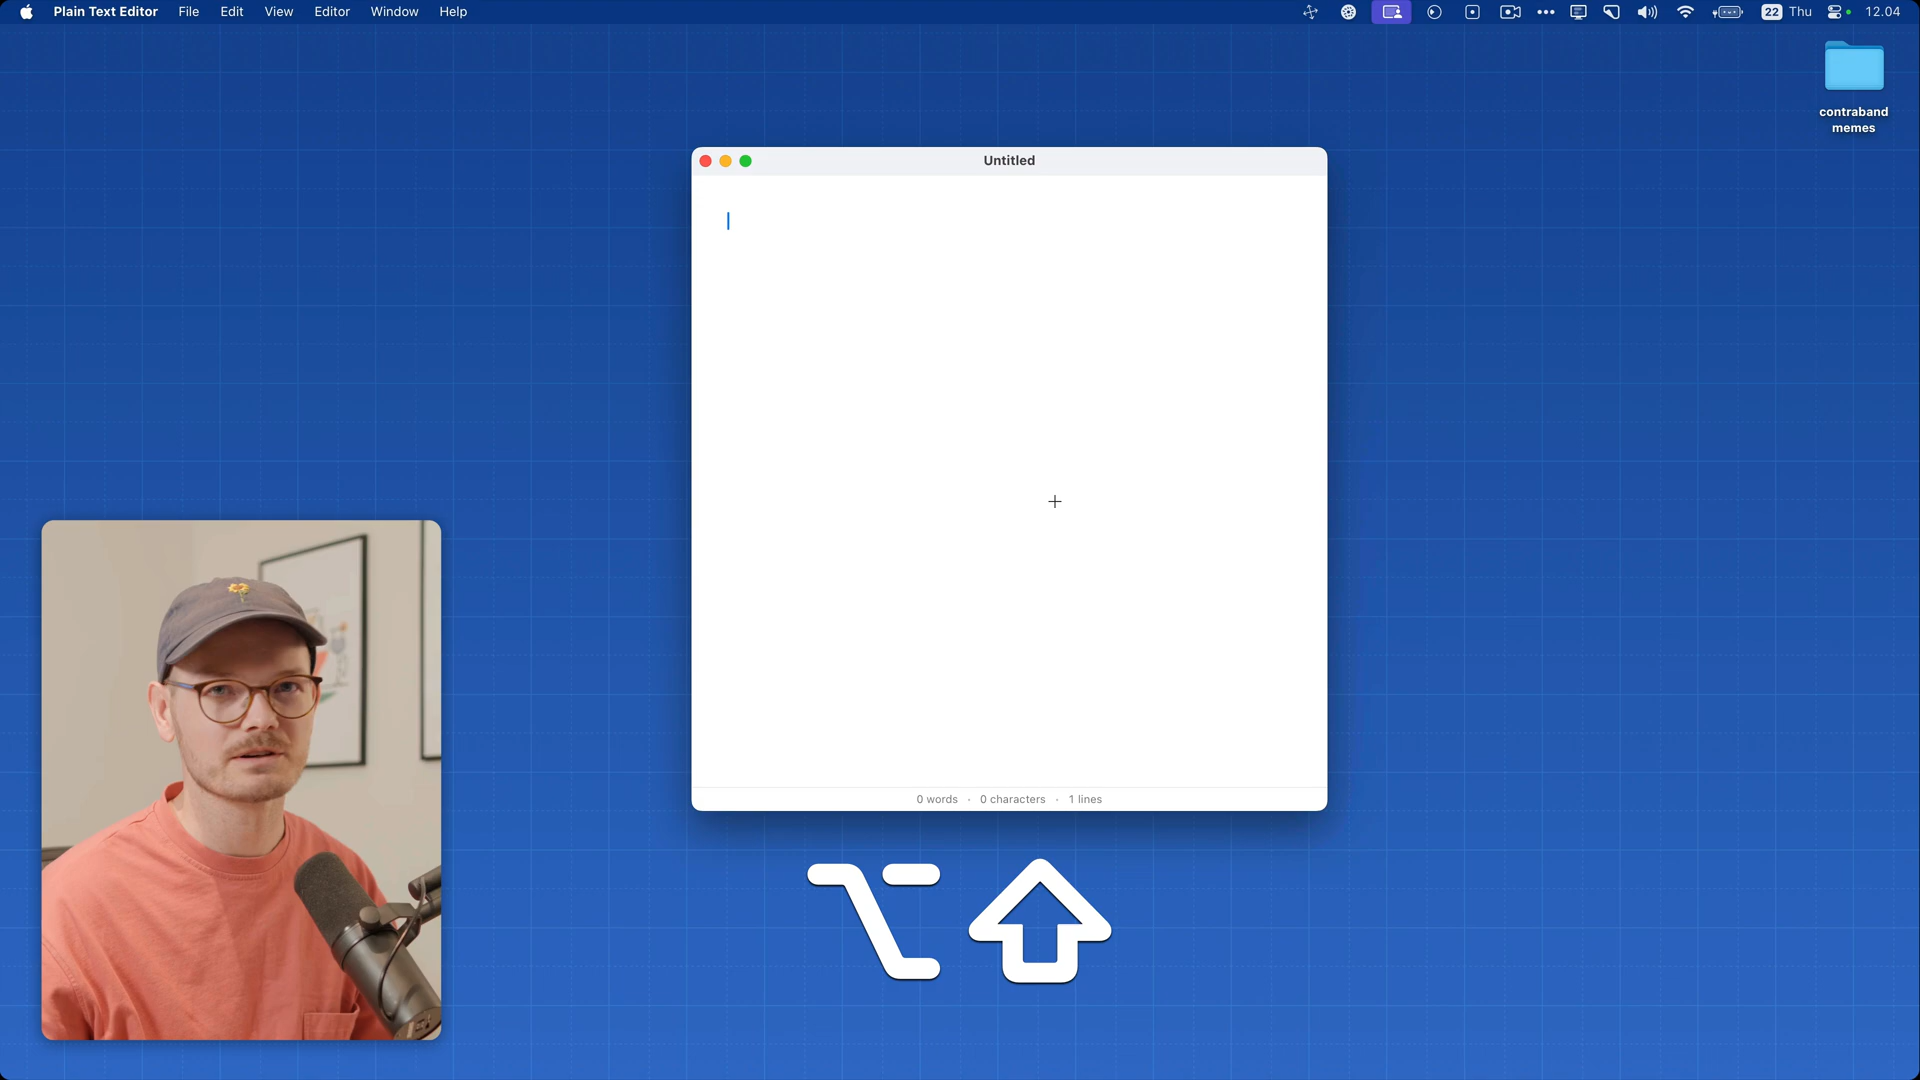 Plain Text Editor File Edit View Editor Window Help 22 Thu 12.04
contraband
memes
Untitled
0 words · 0 characters · 1 lines
⌥⇧